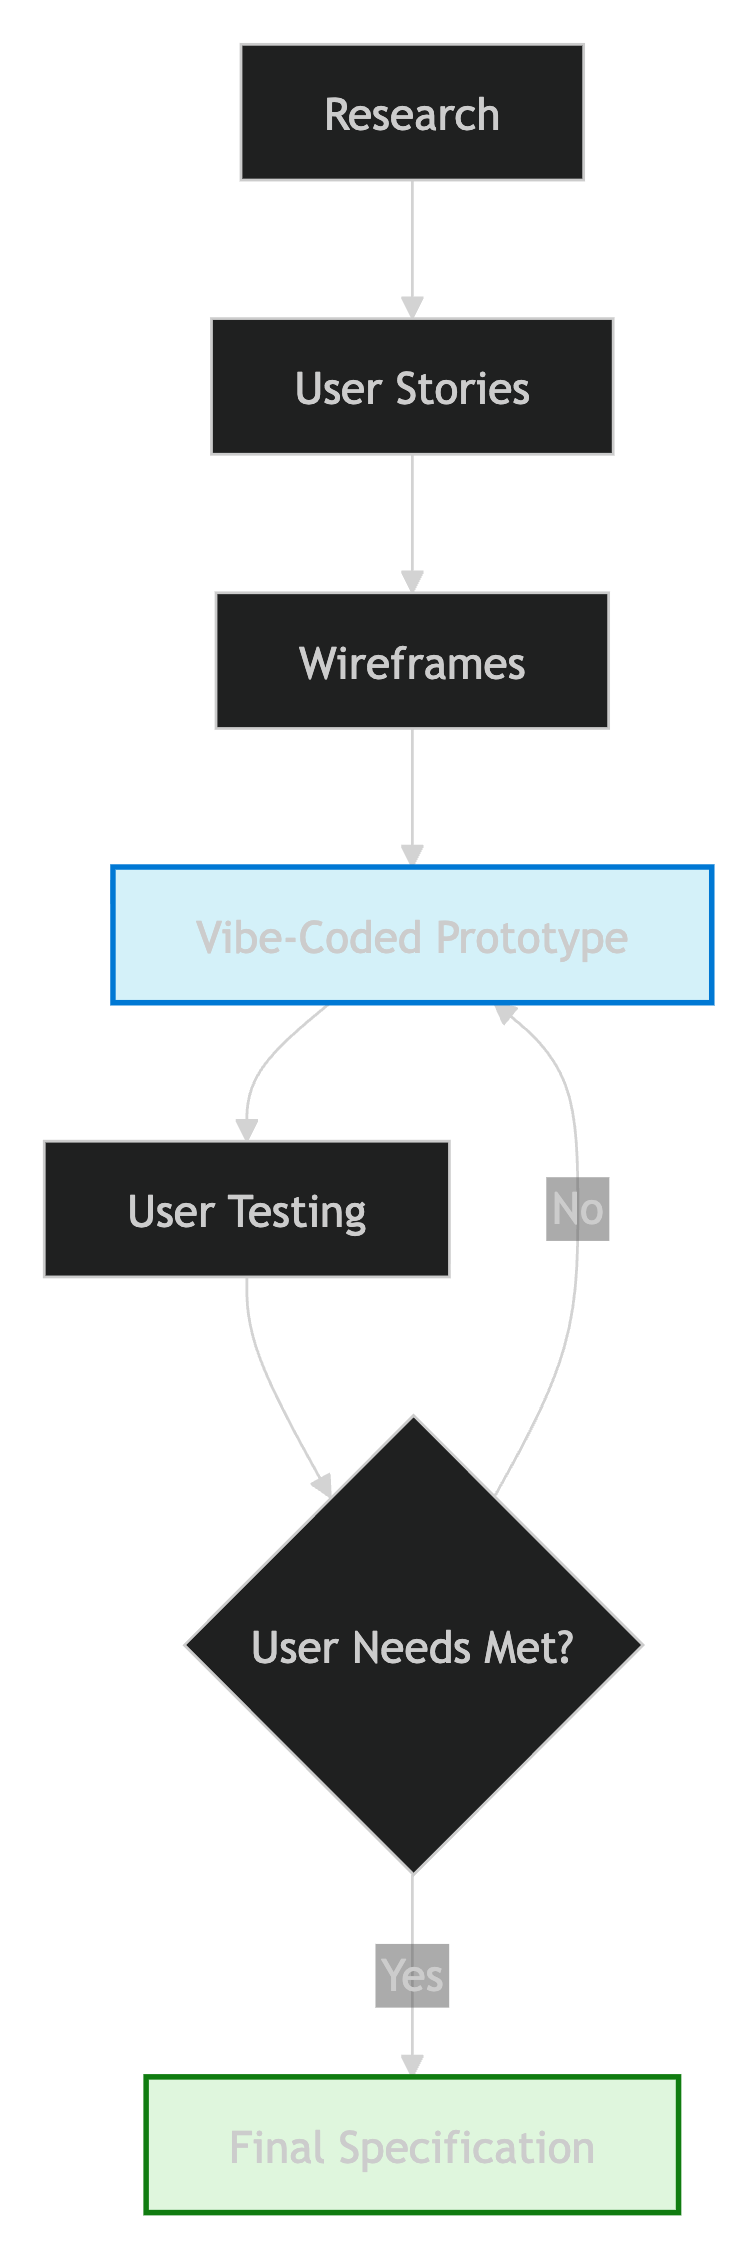 Research
User Stories
Wireframes
Vibe-Coded Prototype
User Testing
No
User Needs Met?
Yes
Final Specification